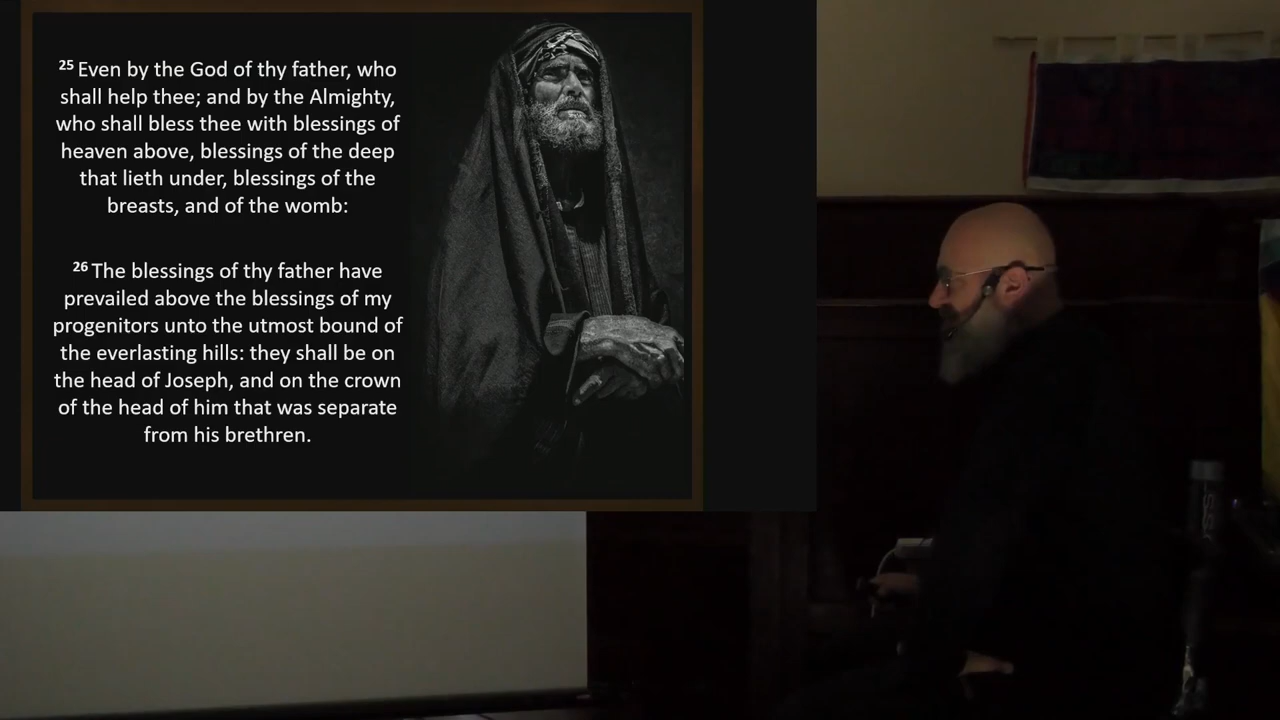 25 Even by the God of thy father, who
shall help thee; and by the Almighty,
who shall bless thee with blessings of
heaven above, blessings of the deep
that lieth under, blessings of the
breasts, and of the womb:
26 The blessings of thy father have
prevailed above the blessings of my
progenitors unto the utmost bound of
the everlasting hills: they shall be on
the head of Joseph, and on the crown
of the head of him that was separate
from his brethren.